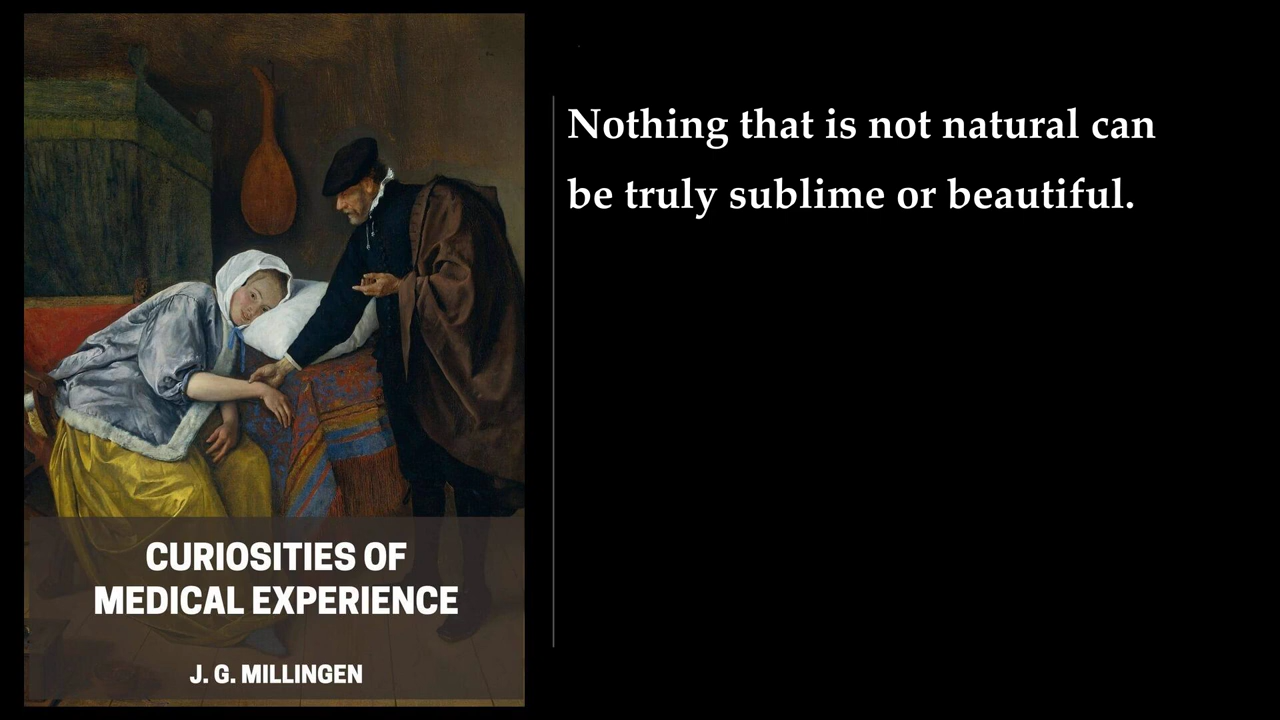 CURIOSITIES OF
MEDICAL EXPERIENCE
J. G. MILLINGEN
Nothing that is not natural can
be truly sublime or beautiful.